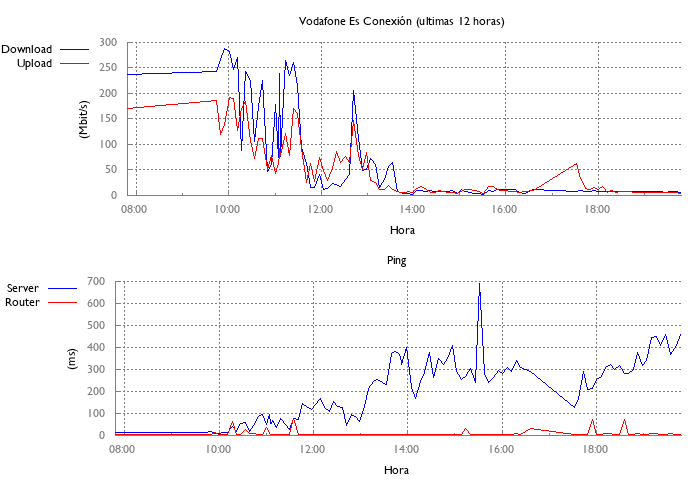 Vodafone Es Conexión (ultimas 12 horas)
Download
Upload
(Mbit/s)
300
250
200
150
100
50
0
08:00 10:00 12:00 14:00 16:00 18:00
Hora
Ping
Server
Router
(ms)
700
600
500
400
300
200
100
0
08:00 10:00 12:00 14:00 16:00 18:00
Hora